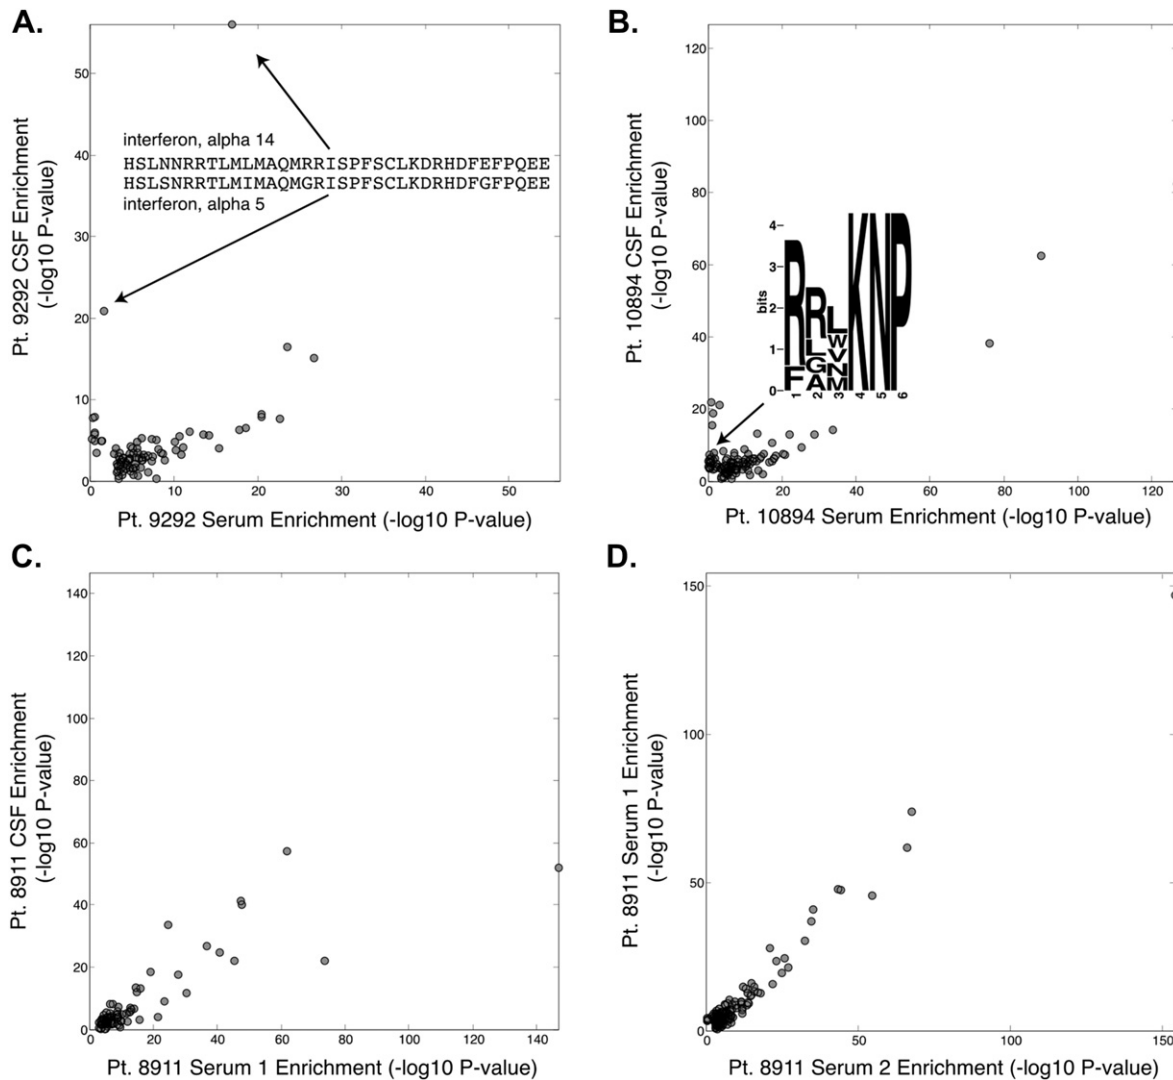 A.
50
40
30
20
10
0
0
10
20
30
40
50
Pt. 9292 CSF Enrichment
(-log10 P-value)
Pt. 9292 Serum Enrichment (-log10 P-value)
interferon, alpha 14
HSLNNRRTLMLMAQMRRISPFSCLKDRHDFEFPQEE
HSLSNRRTLMIMAQMGRISPFSCLKDRHDFGFPQEE
interferon, alpha 5
B.
120
100
80
60
40
20
0
0
20
40
60
80
100
120
Pt. 10894 CSF Enrichment
(-log10 P-value)
Pt. 10894 Serum Enrichment (-log10 P-value)
bits
4
3
2
1
0
RRLKNP
LW
GV
FAN
M
1 2 3 4 5 6
C.
140
120
100
80
60
40
20
0
0
20
40
60
80
100
120
140
Pt. 8911 CSF Enrichment
(-log10 P-value)
Pt. 8911 Serum 1 Enrichment (-log10 P-value)
D.
150
100
50
0
0
50
100
150
Pt. 8911 Serum 1 Enrichment
(-log10 P-value)
Pt. 8911 Serum 2 Enrichment (-log10 P-value)